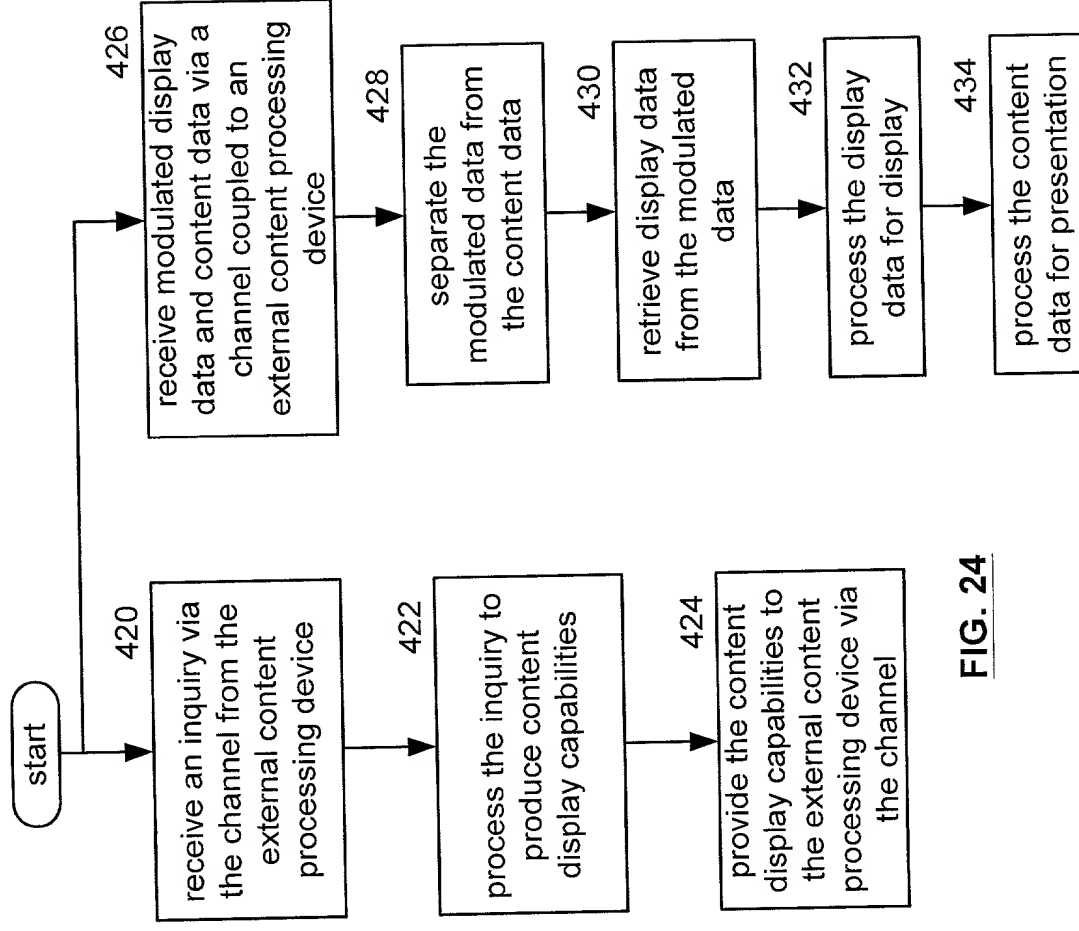 start
420
receive an inquiry via
the channel from the
external content
processing device
422
process the inquiry to
produce content
display capabilities
424
provide the content
display capabilities to
the external content
processing device via
the channel
426
receive modulated display
data and content data via a
channel coupled to an
external content processing
device
428
separate the
modulated data from
the content data
430
retrieve display data
from the modulated
data
432
process the display
data for display
434
process the content
data for presentation
FIG. 24